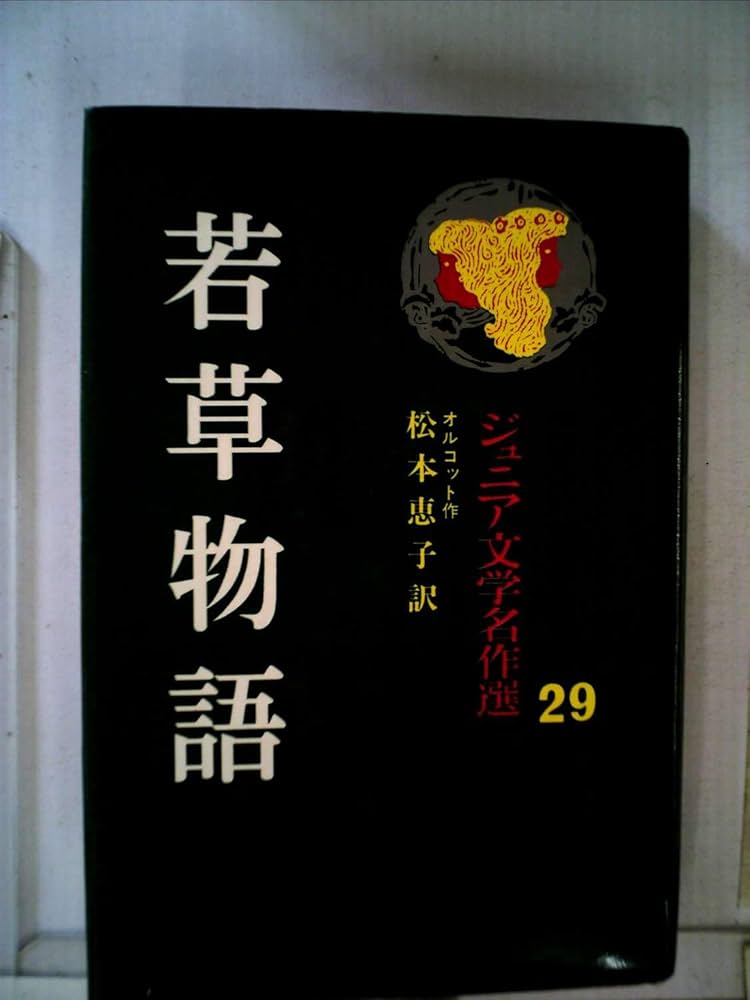 ジュニア文学名作選
29
オルコット作
松本恵子訳
若草物語